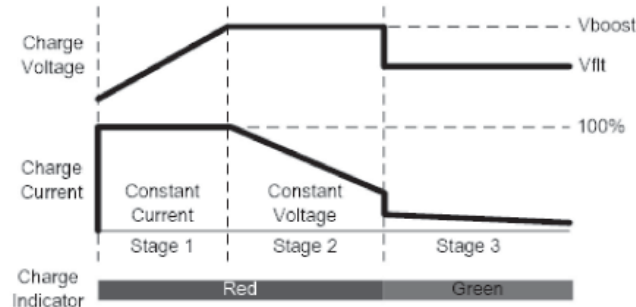 Vboost
Charge
Voltage
Vflt
100%
Charge
Current
Constant
Current
Constant
Voltage
Stage 1
Stage 2
Stage 3
Charge
Indicator
Red
Green